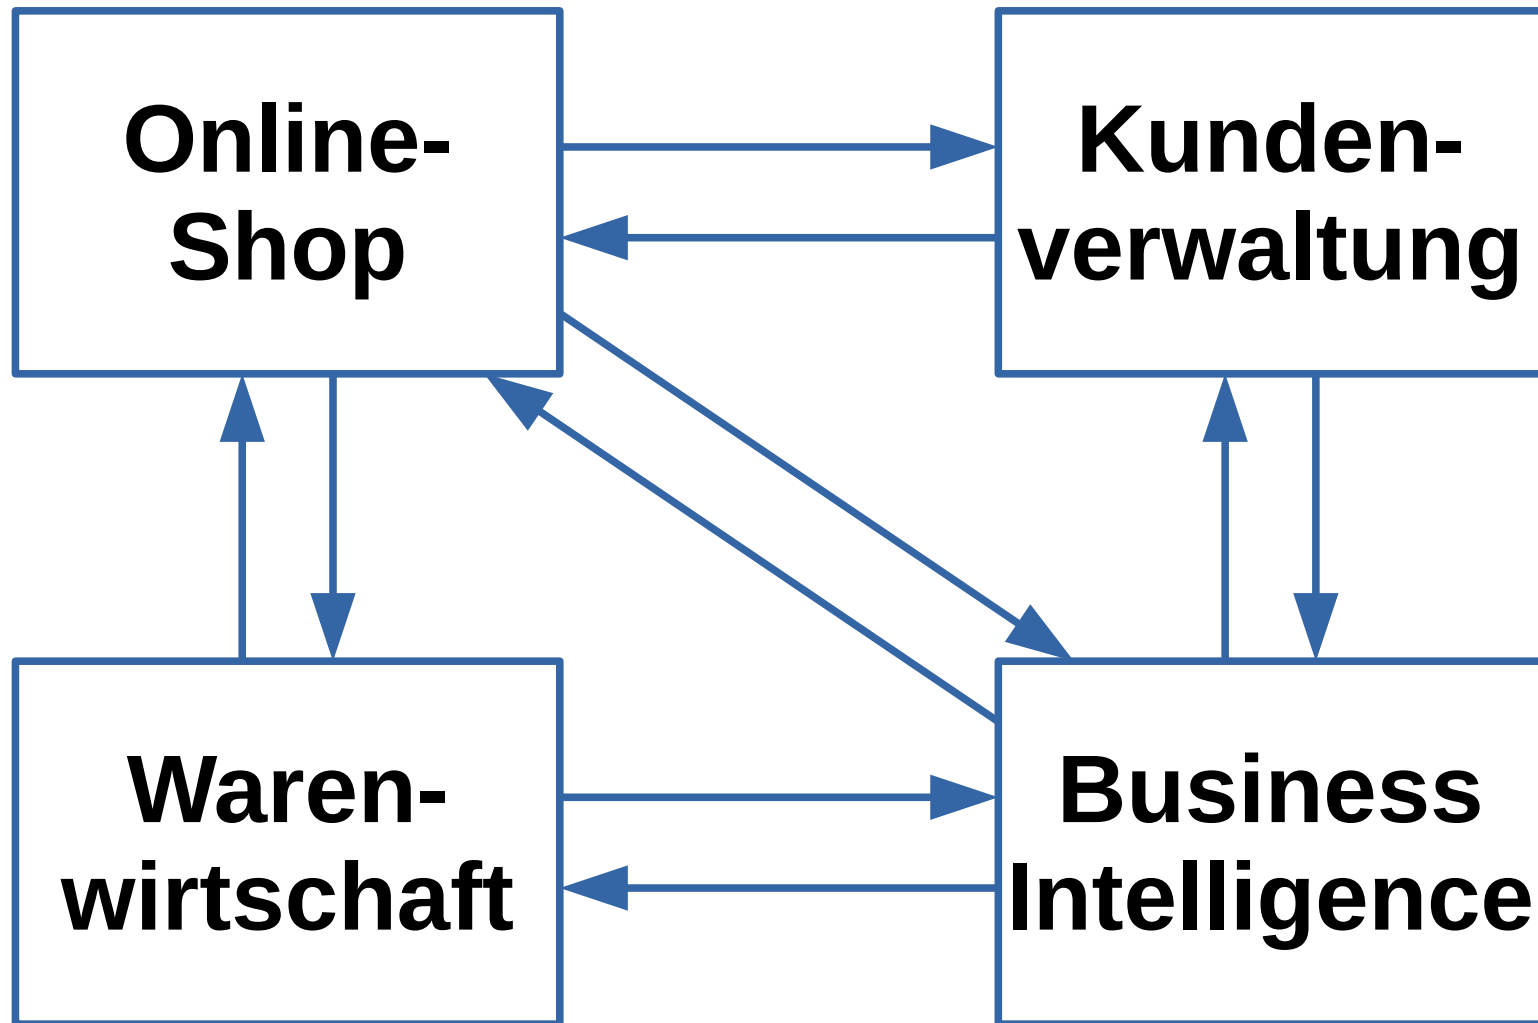 Online-
Shop
Kunden-
verwaltung
Waren-
wirtschaft
Business
Intelligence